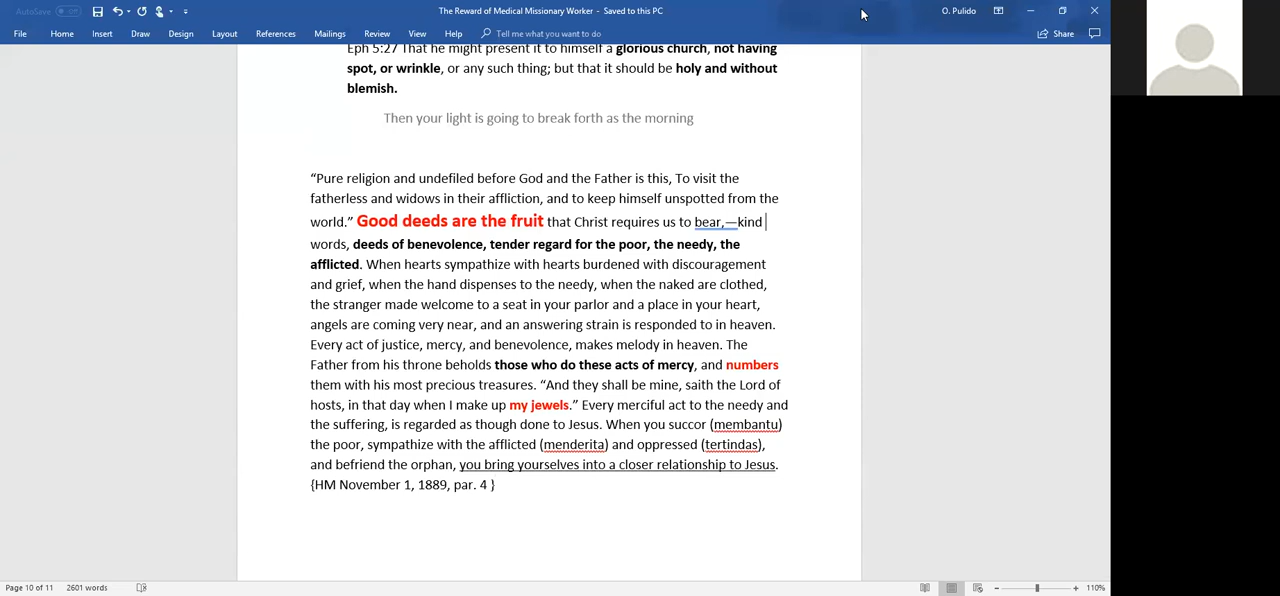 AutoSave Off The Reward of Medical Missionary Worker - Saved to this PC O. Pulido
File Home Insert Draw Design Layout References Mailings Review View Help Tell me what you want to do Share
Eph 5:27 That he might present it to himself a glorious church, not having
spot, or wrinkle, or any such thing; but that it should be holy and without
blemish.
Then your light is going to break forth as the morning
“Pure religion and undefiled before God and the Father is this, To visit the
fatherless and widows in their affliction, and to keep himself unspotted from the
world.” Good deeds are the fruit that Christ requires us to bear,—kind
words, deeds of benevolence, tender regard for the poor, the needy, the
afflicted. When hearts sympathize with hearts burdened with discouragement
and grief, when the hand dispenses to the needy, when the naked are clothed,
the stranger made welcome to a seat in your parlor and a place in your heart,
angels are coming very near, and an answering strain is responded to in heaven.
Every act of justice, mercy, and benevolence, makes melody in heaven. The
Father from his throne beholds those who do these acts of mercy, and numbers
them with his most precious treasures. “And they shall be mine, saith the Lord of
hosts, in that day when I make up my jewels.” Every merciful act to the needy and
the suffering, is regarded as though done to Jesus. When you succor (membantu)
the poor, sympathize with the afflicted (menderita) and oppressed (tertindas),
and befriend the orphan, you bring yourselves into a closer relationship to Jesus.
{HM November 1, 1889, par. 4 }
Page 10 of 11 2601 words 110%